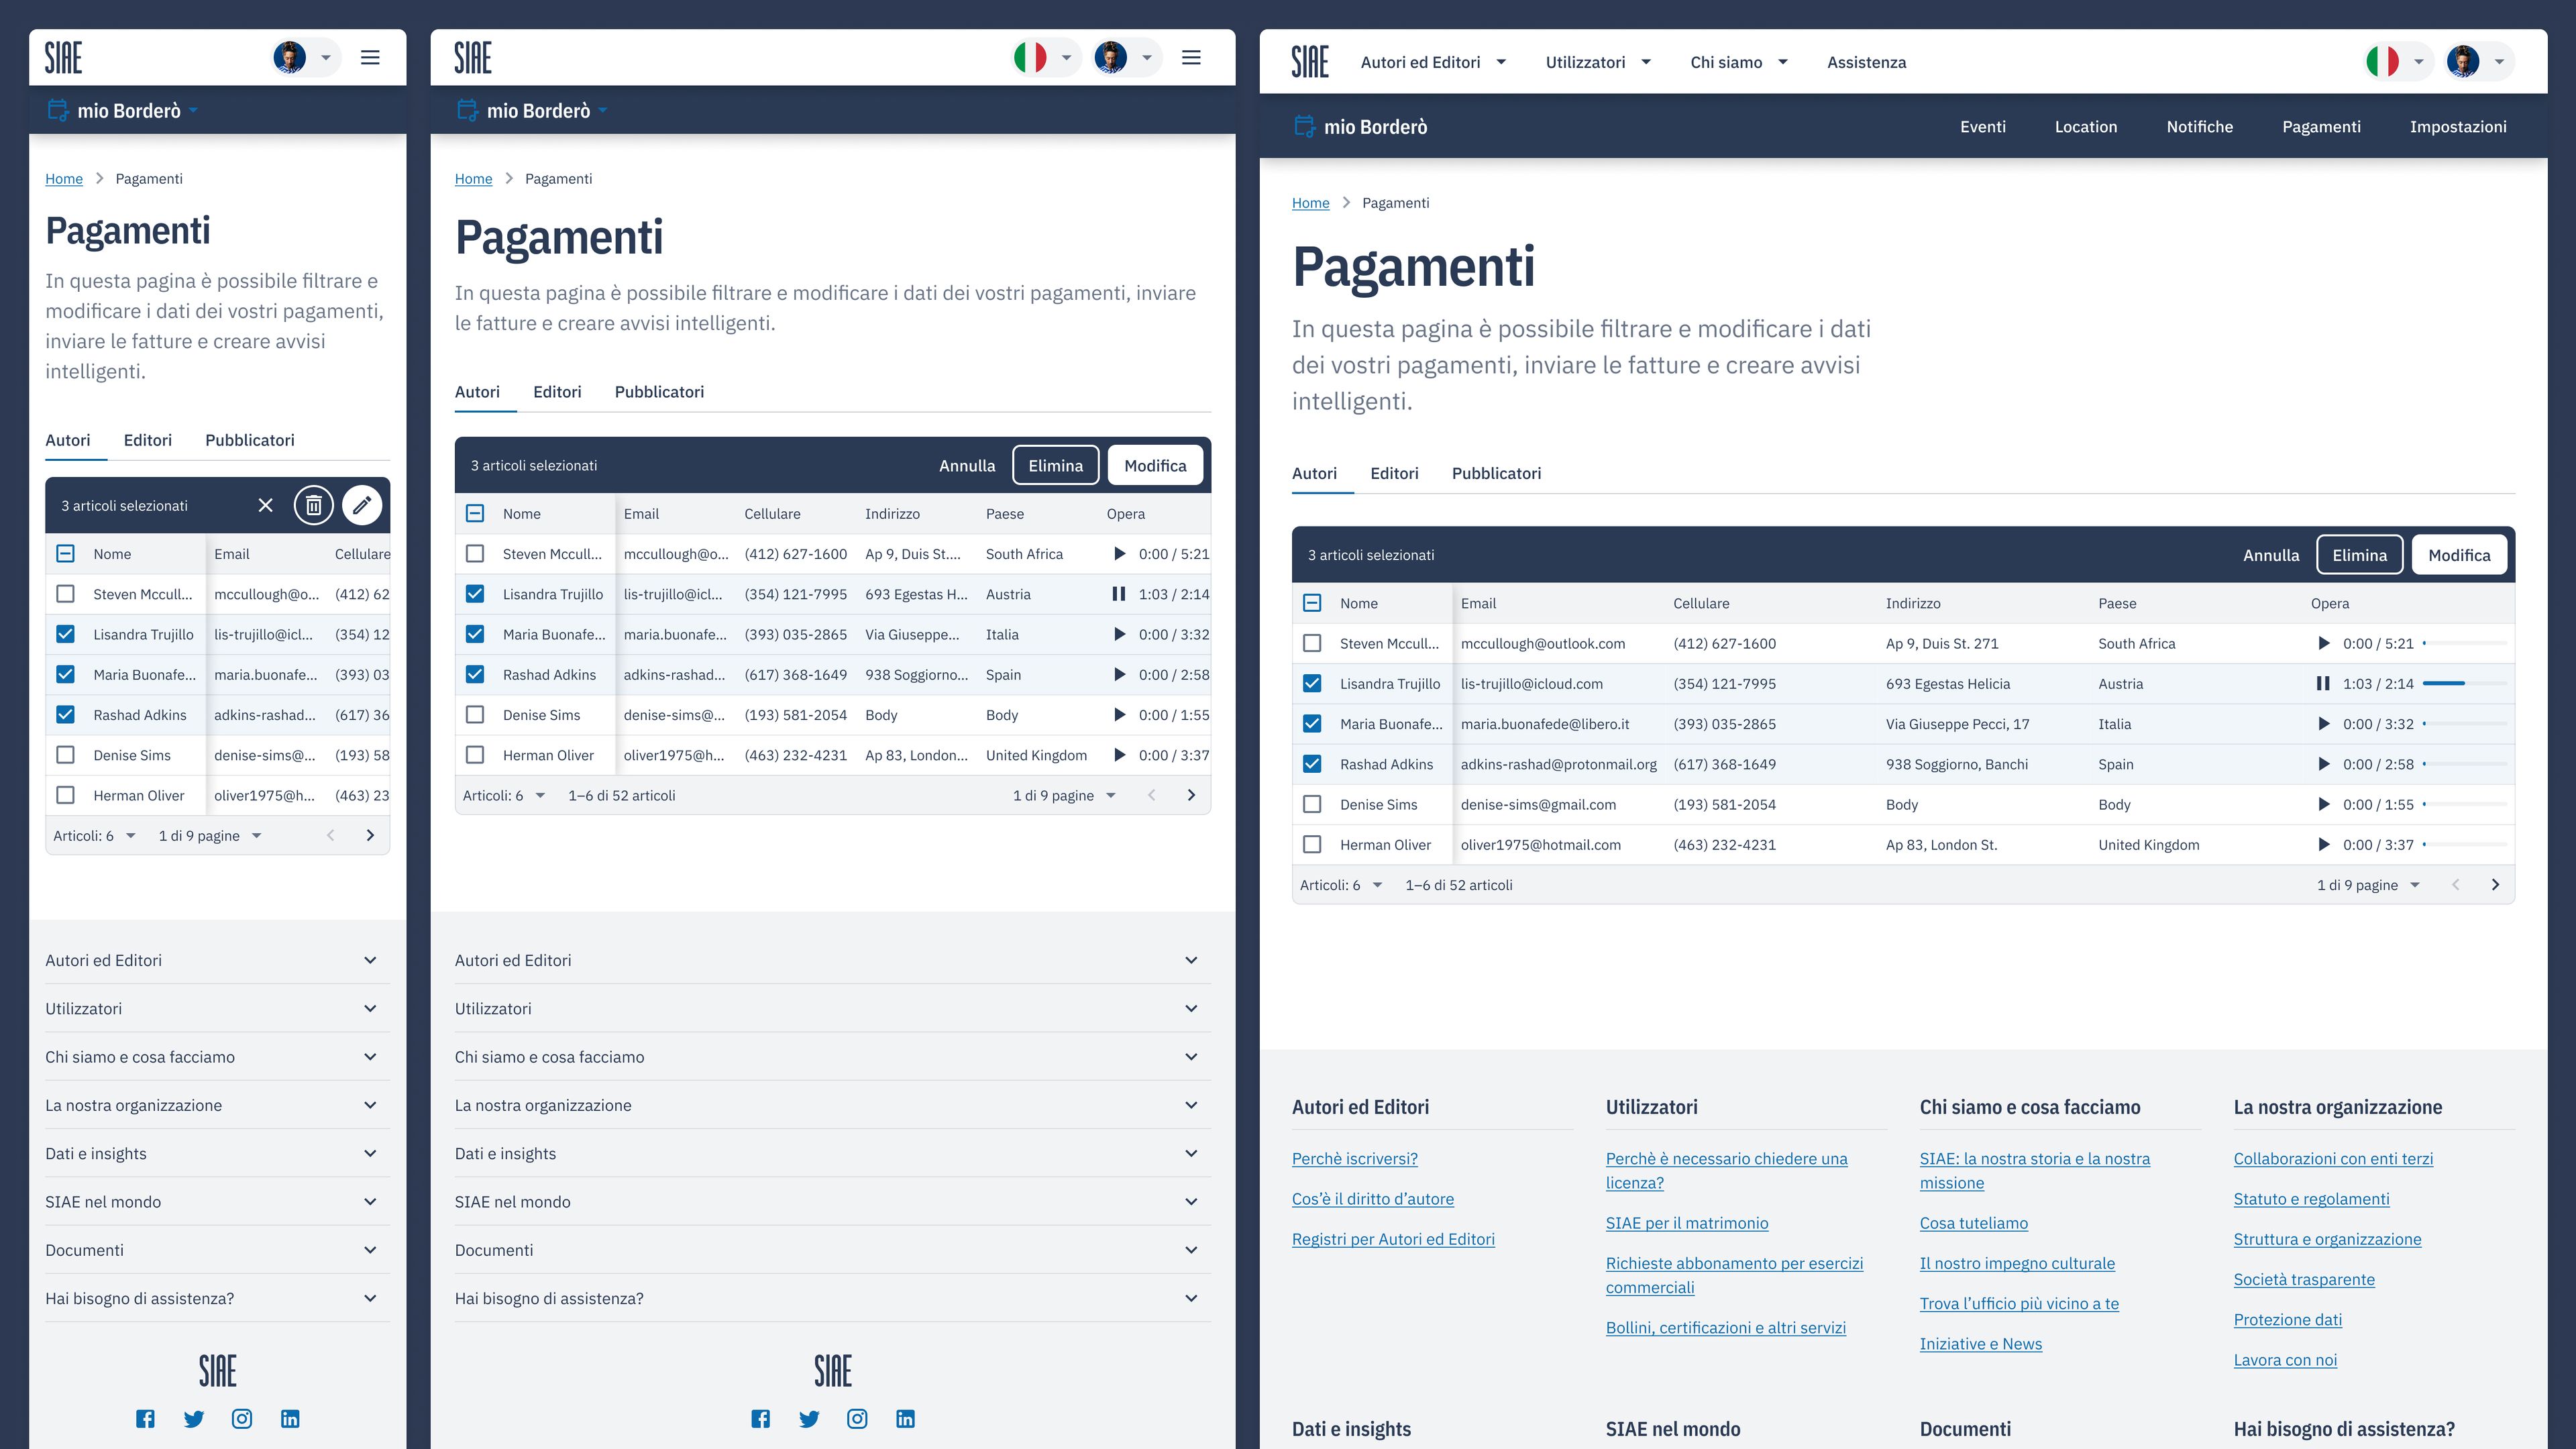 SIAE
mio Borderò
Home > Pagamenti
Pagamenti
In questa pagina è possibile filtrare e
modificare i dati dei vostri pagamenti,
inviare le fatture e creare avvisi
intelligenti.
Autori Editori Pubblicatori
3 articoli selezionati
Nome Email Cellulare
Steven Mccull... mccullough@o... (412) 62
Lisandra Trujillo lis-trujillo@icl... (354) 12
Maria Buonafe... maria.buonafe... (393) 03
Rashad Adkins adkins-rashad... (617) 36
Denise Sims denise-sims@... (193) 58
Herman Oliver oliver1975@h... (463) 23
Articoli: 6 1 di 9 pagine
Autori ed Editori
Utilizzatori
Chi siamo e cosa facciamo
La nostra organizzazione
Dati e insights
SIAE nel mondo
Documenti
Hai bisogno di assistenza?
SIAE
SIAE
mio Borderò
Home > Pagamenti
Pagamenti
In questa pagina è possibile filtrare e modificare i dati dei vostri pagamenti, inviare
le fatture e creare avvisi intelligenti.
Autori Editori Pubblicatori
3 articoli selezionati Annulla Elimina Modifica
Nome Email Cellulare Indirizzo Paese Opera
Steven Mccull... mccullough@o... (412) 627-1600 Ap 9, Duis St.... South Africa 0:00 / 5:21
Lisandra Trujillo lis-trujillo@icl... (354) 121-7995 693 Egestas H... Austria 1:03 / 2:14
Maria Buonafe... maria.buonafe... (393) 035-2865 Via Giuseppe... Italia 0:00 / 3:32
Rashad Adkins adkins-rashad... (617) 368-1649 938 Soggiorno... Spain 0:00 / 2:58
Denise Sims denise-sims@... (193) 581-2054 Body Body 0:00 / 1:55
Herman Oliver oliver1975@h... (463) 232-4231 Ap 83, London... United Kingdom 0:00 / 3:37
Articoli: 6 1–6 di 52 articoli 1 di 9 pagine
Autori ed Editori
Utilizzatori
Chi siamo e cosa facciamo
La nostra organizzazione
Dati e insights
SIAE nel mondo
Documenti
Hai bisogno di assistenza?
SIAE
SIAE Autori ed Editori Utilizzatori Chi siamo Assistenza
mio Borderò Eventi Location Notifiche Pagamenti Impostazioni
Home > Pagamenti
Pagamenti
In questa pagina è possibile filtrare e modificare i dati
dei vostri pagamenti, inviare le fatture e creare avvisi
intelligenti.
Autori Editori Pubblicatori
3 articoli selezionati Annulla Elimina Modifica
Nome Email Cellulare Indirizzo Paese Opera
Steven Mccull... mccullough@outlook.com (412) 627-1600 Ap 9, Duis St. 271 South Africa 0:00 / 5:21
Lisandra Trujillo lis-trujillo@icloud.com (354) 121-7995 693 Egestas Helicia Austria 1:03 / 2:14
Maria Buonafe... maria.buonafede@libero.it (393) 035-2865 Via Giuseppe Pecci, 17 Italia 0:00 / 3:32
Rashad Adkins adkins-rashad@protonmail.org (617) 368-1649 938 Soggiorno, Banchi Spain 0:00 / 2:58
Denise Sims denise-sims@gmail.com (193) 581-2054 Body Body 0:00 / 1:55
Herman Oliver oliver1975@hotmail.com (463) 232-4231 Ap 83, London St. United Kingdom 0:00 / 3:37
Articoli: 6 1–6 di 52 articoli 1 di 9 pagine
Autori ed Editori
Perchè iscriversi?
Cos’è il diritto d’autore
Registri per Autori ed Editori
Utilizzatori
Perchè è necessario chiedere una
licenza?
SIAE per il matrimonio
Richieste abbonamento per esercizi
commerciali
Bollini, certificazioni e altri servizi
Chi siamo e cosa facciamo
SIAE: la nostra storia e la nostra
missione
Cosa tuteliamo
Il nostro impegno culturale
Trova l’ufficio più vicino a te
Iniziative e News
La nostra organizzazione
Collaborazioni con enti terzi
Statuto e regolamenti
Struttura e organizzazione
Società trasparente
Protezione dati
Lavora con noi
Dati e insights SIAE nel mondo Documenti Hai bisogno di assistenza?